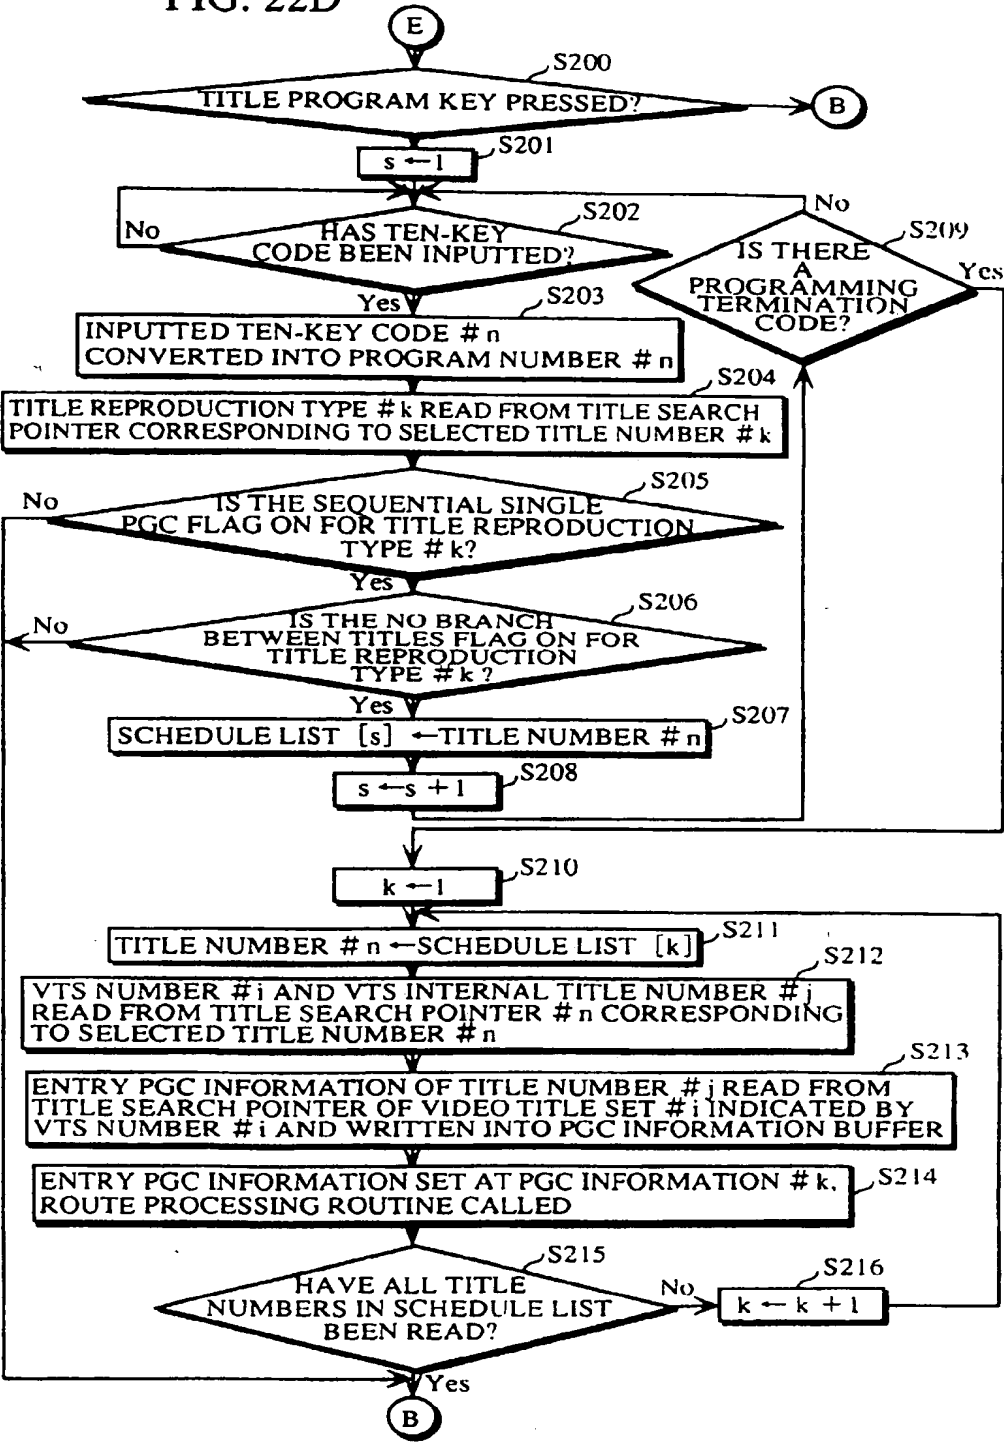 FIG. 22D
E
S200
TITLE PROGRAM KEY PRESSED?
B
S201
s ← 1
No
S202
HAS TEN-KEY
CODE BEEN INPUTTED?
No
S209
IS THERE
A
PROGRAMMING
TERMINATION
CODE?
Yes
Yes
S203
INPUTTED TEN-KEY CODE #n
CONVERTED INTO PROGRAM NUMBER #n
S204
TITLE REPRODUCTION TYPE #k READ FROM TITLE SEARCH
POINTER CORRESPONDING TO SELECTED TITLE NUMBER #k
S205
No
IS THE SEQUENTIAL SINGLE
PGC FLAG ON FOR TITLE REPRODUCTION
TYPE #k?
Yes
S206
No
IS THE NO BRANCH
BETWEEN TITLES FLAG ON FOR
TITLE REPRODUCTION
TYPE #k?
Yes
S207
SCHEDULE LIST [s] ←TITLE NUMBER #n
S208
s ←s + 1
S210
k ←1
S211
TITLE NUMBER #n ←SCHEDULE LIST [k]
S212
VTS NUMBER #i AND VTS INTERNAL TITLE NUMBER #j
READ FROM TITLE SEARCH POINTER #n CORRESPONDING
TO SELECTED TITLE NUMBER #n
S213
ENTRY PGC INFORMATION OF TITLE NUMBER #j READ FROM
TITLE SEARCH POINTER OF VIDEO TITLE SET #i INDICATED BY
VTS NUMBER #i AND WRITTEN INTO PGC INFORMATION BUFFER
S214
ENTRY PGC INFORMATION SET AT PGC INFORMATION #k,
ROUTE PROCESSING ROUTINE CALLED
S215
HAVE ALL TITLE
NUMBERS IN SCHEDULE LIST
BEEN READ?
No
S216
k ← k + 1
Yes
B